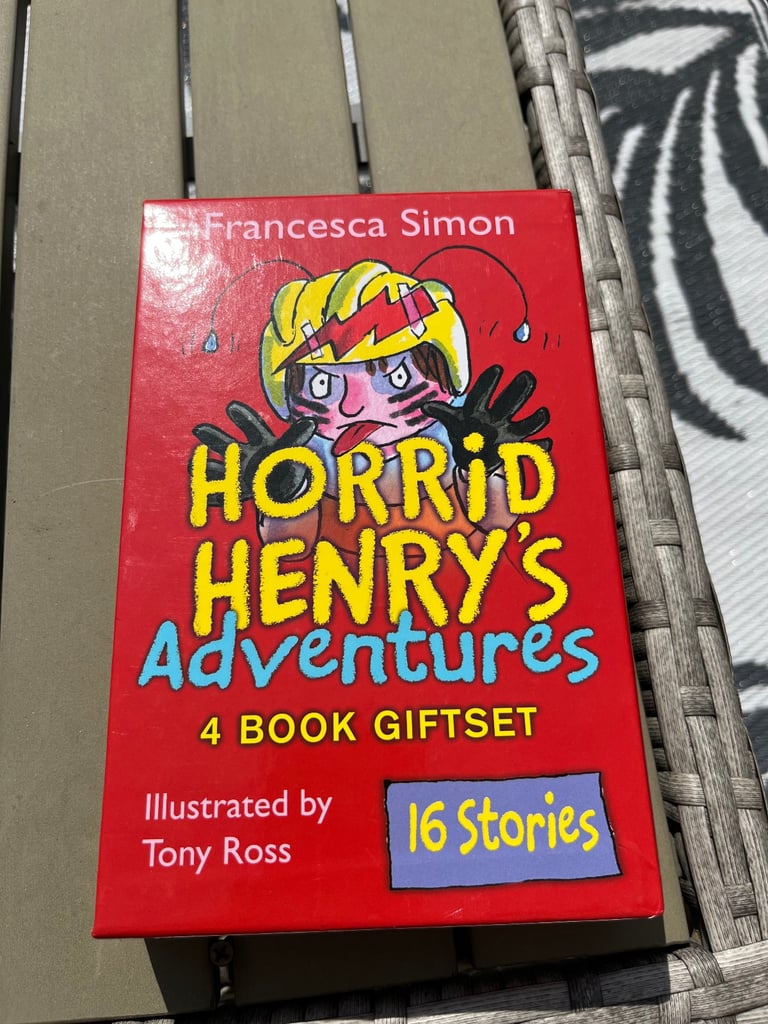 Francesca Simon
HORRiD
HENRY'S
Adventures
4 BOOK GIFTSET
Illustrated by
Tony Ross
16 Stories